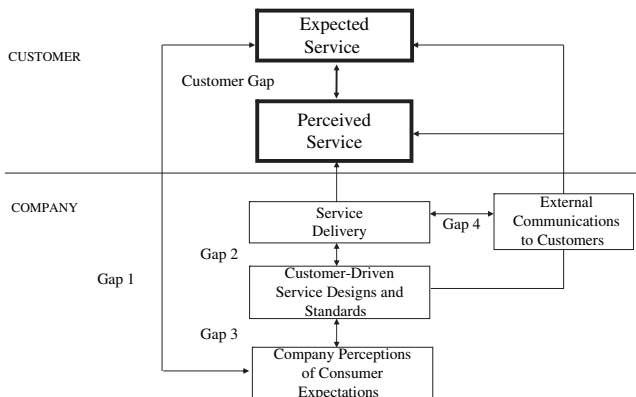 Expected
Service
CUSTOMER
Customer Gap
Perceived
Service
COMPANY
Service
Delivery
Gap 4
External
Communications
to Customers
Gap 2
Gap 1
Customer-Driven
Service Designs and
Standards
Gap 3
Company Perceptions
of Consumer
Expectations